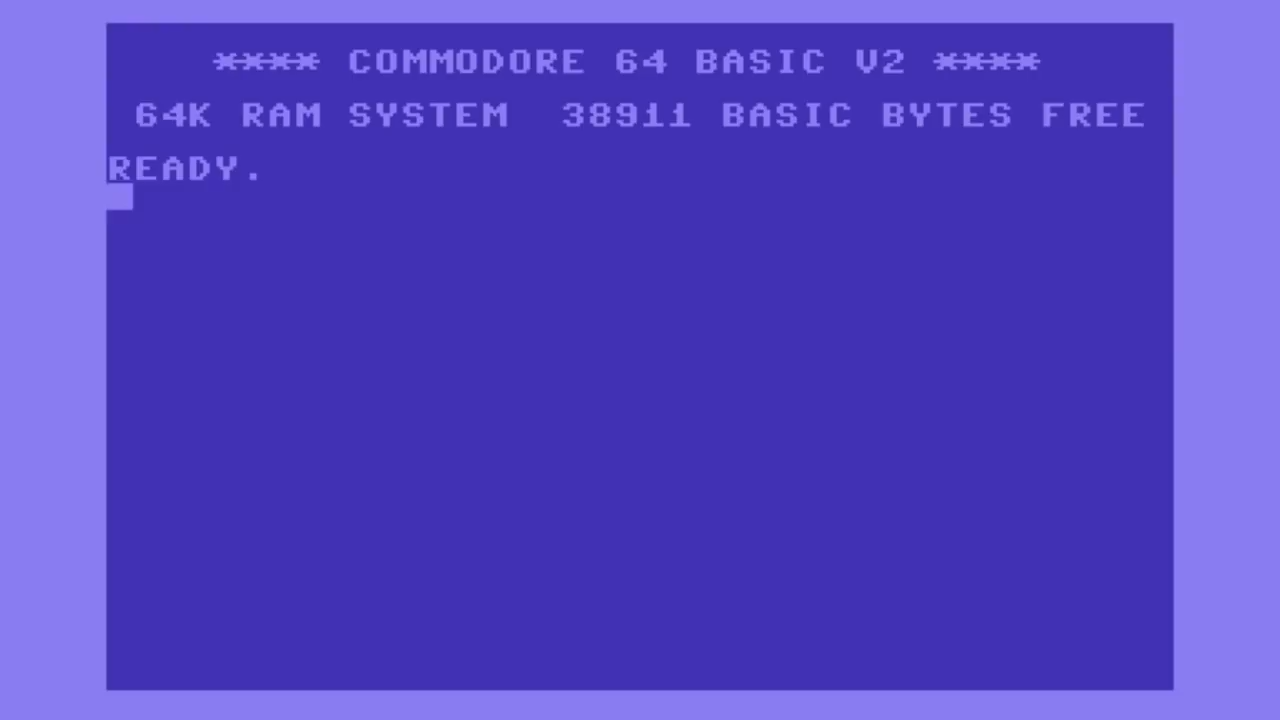 **** COMMODORE 64 BASIC V2 ****
64K RAM SYSTEM  38911 BASIC BYTES FREE
READY.